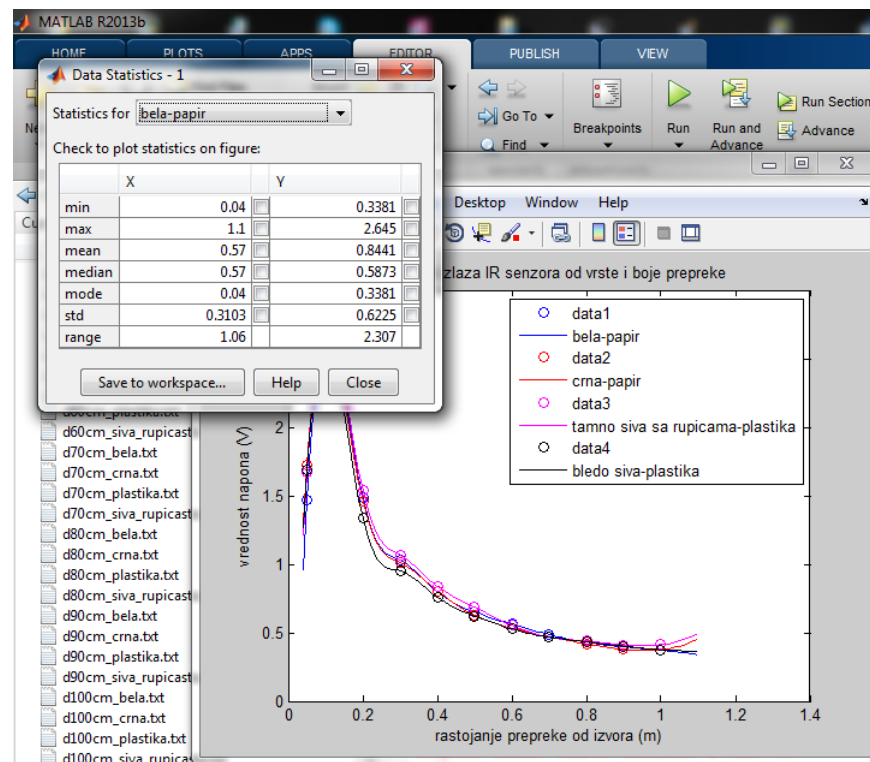 MATLAB R2013b
HOME PLOTS APPS EDITOR PUBLISH VIEW
Go To
Find
Breakpoints
Run
Run and Advance
Run Section
Advance
Data Statistics - 1
Statistics for bela-papir
Check to plot statistics on figure:
X Y
min 0.04 0.3381
max 1.1 2.645
mean 0.57 0.8441
median 0.57 0.5873
mode 0.04 0.3381
std 0.3103 0.6225
range 1.06 2.307
Save to workspace... Help Close
Desktop Window Help
zlaza IR senzora od vrste i boje prepreke
data1
bela-papir
data2
crna-papir
data3
tamno siva sa rupicama-plastika
data4
bledo siva-plastika
vrednost napona (V)
2
1.5
1
0.5
0
0 0.2 0.4 0.6 0.8 1 1.2 1.4
rastojanje prepreke od izvora (m)
d60cm_siva_rupicast
d70cm_bela.txt
d70cm_crna.txt
d70cm_plastika.txt
d70cm_siva_rupicast
d80cm_bela.txt
d80cm_crna.txt
d80cm_plastika.txt
d80cm_siva_rupicast
d90cm_bela.txt
d90cm_crna.txt
d90cm_plastika.txt
d90cm_siva_rupicast
d100cm_bela.txt
d100cm_crna.txt
d100cm_plastika.txt
d100cm_siva_rupicas